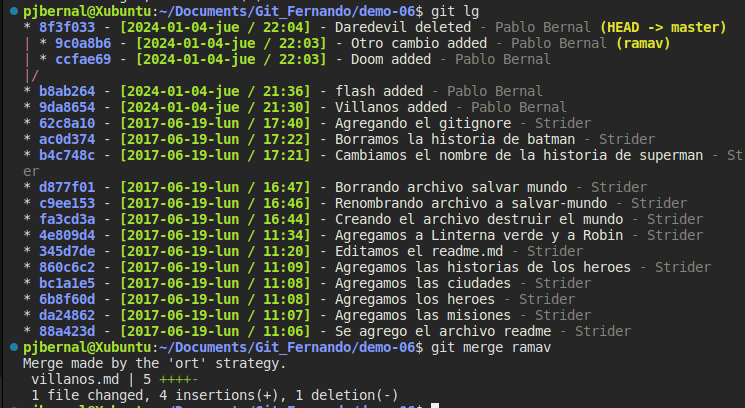 pjbernal@Xubuntu:~/Documents/Git_Fernando/demo-06$ git lg
* 8f3f033 - [2024-01-04-jue / 22:04] - Daredevil deleted - Pablo Bernal (HEAD -> master)
| * 9c0a8b6 - [2024-01-04-jue / 22:03] - Otro cambio added - Pablo Bernal (ramav)
| * ccfae69 - [2024-01-04-jue / 22:03] - Doom added - Pablo Bernal
|/
* b8ab264 - [2024-01-04-jue / 21:36] - flash added - Pablo Bernal
* 9da8654 - [2024-01-04-jue / 21:30] - Villanos added - Pablo Bernal
* 62c8a10 - [2017-06-19-lun / 17:40] - Agregando el gitignore - Strider
* ac0d374 - [2017-06-19-lun / 17:22] - Borramos la historia de batman - Strider
* b4c748c - [2017-06-19-lun / 17:21] - Cambiamos el nombre de la historia de superman - Strid
er
* d877f01 - [2017-06-19-lun / 16:47] - Borrando archivo salvar mundo - Strider
* c9ee153 - [2017-06-19-lun / 16:46] - Renombrando archivo a salvar-mundo - Strider
* fa3cd3a - [2017-06-19-lun / 16:44] - Creando el archivo destruir el mundo - Strider
* 4e809d4 - [2017-06-19-lun / 11:34] - Agregamos a Linterna verde y a Robin - Strider
* 345d7de - [2017-06-19-lun / 11:20] - Editamos el readme.md - Strider
* 860c6c2 - [2017-06-19-lun / 11:09] - Agregamos las historias de los heroes - Strider
* bc1a1e5 - [2017-06-19-lun / 11:08] - Agregamos las ciudades - Strider
* 6b8f60d - [2017-06-19-lun / 11:08] - Agregamos los heroes - Strider
* da24862 - [2017-06-19-lun / 11:07] - Agregamos las misiones - Strider
* 88a423d - [2017-06-19-lun / 11:06] - Se agrego el archivo readme - Strider
pjbernal@Xubuntu:~/Documents/Git_Fernando/demo-06$ git merge ramav
Merge made by the 'ort' strategy.
 villanos.md | 5 ++++-
 1 file changed, 4 insertions(+), 1 deletion(-)
pjbernal@Xubuntu:~/Documents/Git_Fernando/demo-06$